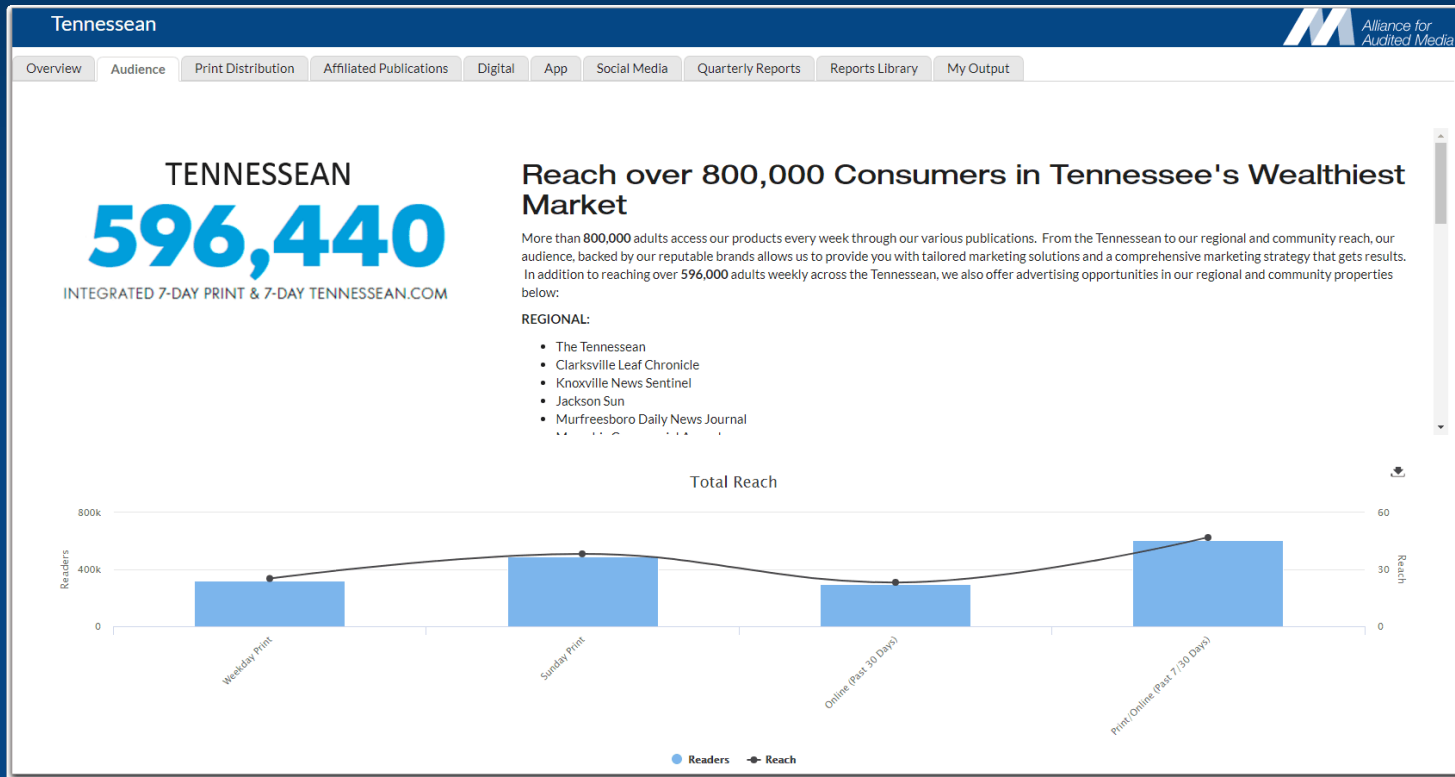 Tennessean
Alliance for
Audited Media
Overview
Audience
Print Distribution
Affiliated Publications
Digital
App
Social Media
Quarterly Reports
Reports Library
My Output
TENNESSEAN
596,440
INTEGRATED 7-DAY PRINT & 7-DAY TENNESSEAN.COM
Reach over 800,000 Consumers in Tennessee's Wealthiest
Market
More than 800,000 adults access our products every week through our various publications. From the Tennessean to our regional and community reach, our
audience, backed by our reputable brands allows us to provide you with tailored marketing solutions and a comprehensive marketing strategy that gets results.
In addition to reaching over 596,000 adults weekly across the Tennessean, we also offer advertising opportunities in our regional and community properties
below:
REGIONAL:
• The Tennessean
• Clarksville Leaf Chronicle
• Knoxville News Sentinel
• Jackson Sun
• Murfreesboro Daily News Journal
Total Reach
800k
400k
0
Readers
60
30
0
Reach
Weekday Print
Sunday Print
Online (Past 30 Days)
Print/Online (Past 7/30 Days)
Readers
Reach